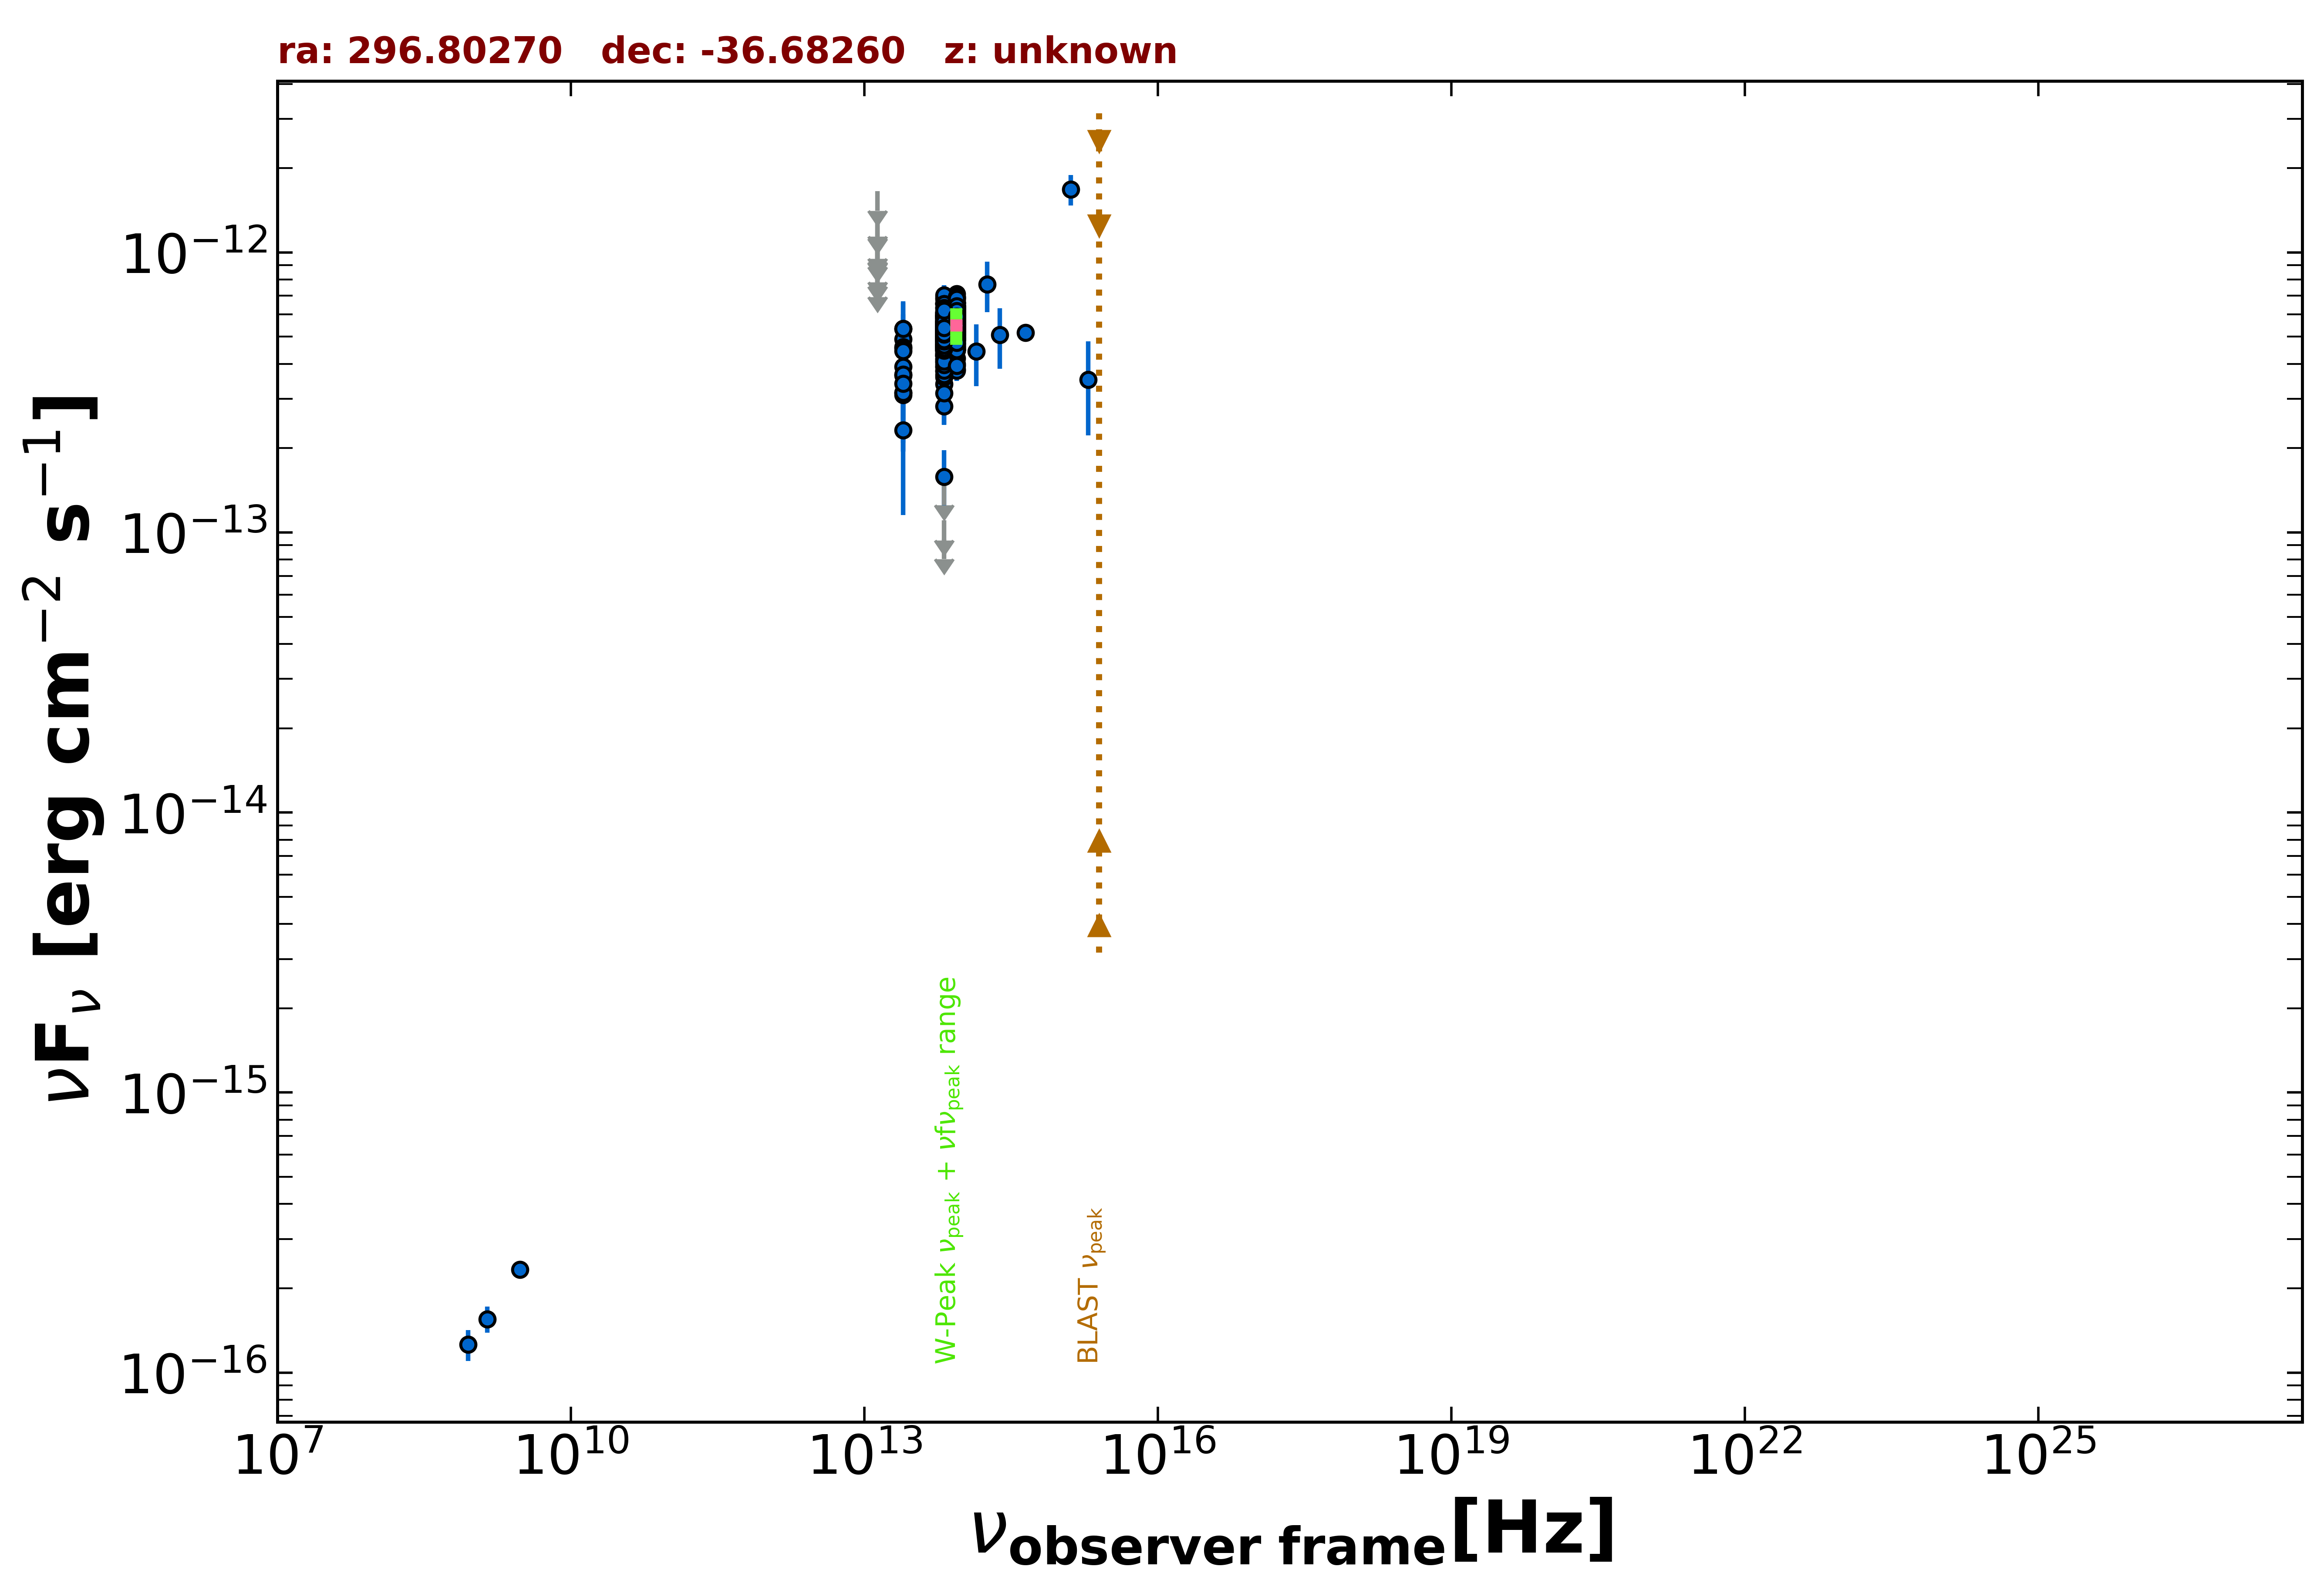 ra: 296.80270   dec: -36.68260   z: unknown
νFν [erg cm−2 s−1]
10−12
10−13
10−14
10−15
10−16
W-Peak νpeak + νfνpeak range
BLAST νpeak
107 1010 1013 1016 1019 1022 1025
νobserver frame[Hz]